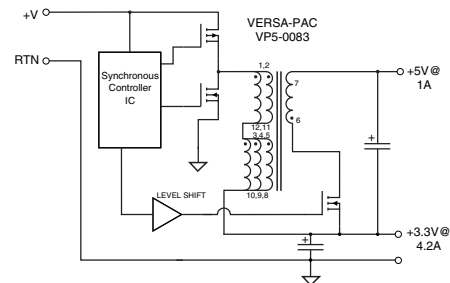 VERSA-PAC
VP5-0083
+V
RTN
Synchronous
Controller
IC
1,2
7
+5V@
1A
12,11
3,4,5
6
10,9,8
LEVEL SHIFT
+3.3V@
4.2A
+
+